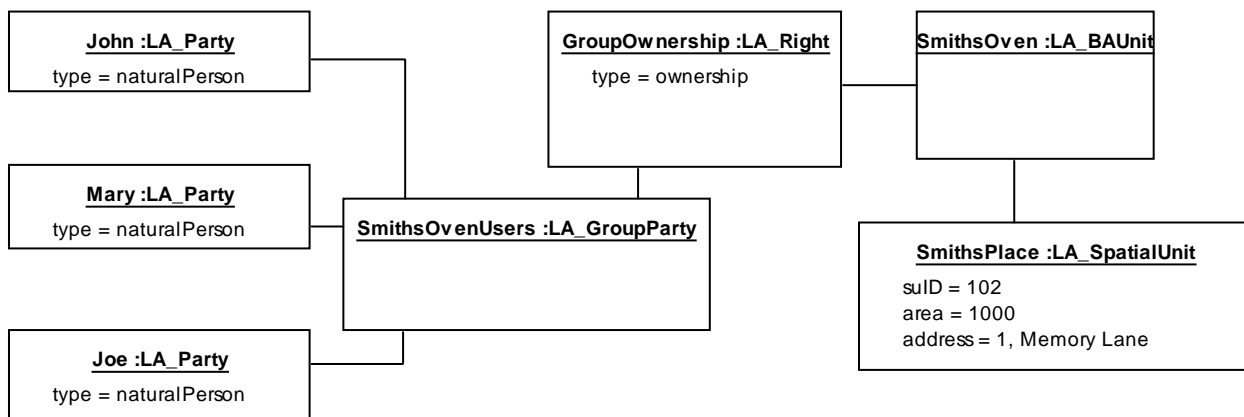 John :LA_Party
type = naturalPerson
Mary :LA_Party
type = naturalPerson
Joe :LA_Party
type = naturalPerson
SmithsOvenUsers :LA_GroupParty
GroupOwnership :LA_Right
type = ownership
SmithsOven :LA_BAUnit
SmithsPlace :LA_SpatialUnit
suID = 102
area = 1000
address = 1, Memory Lane